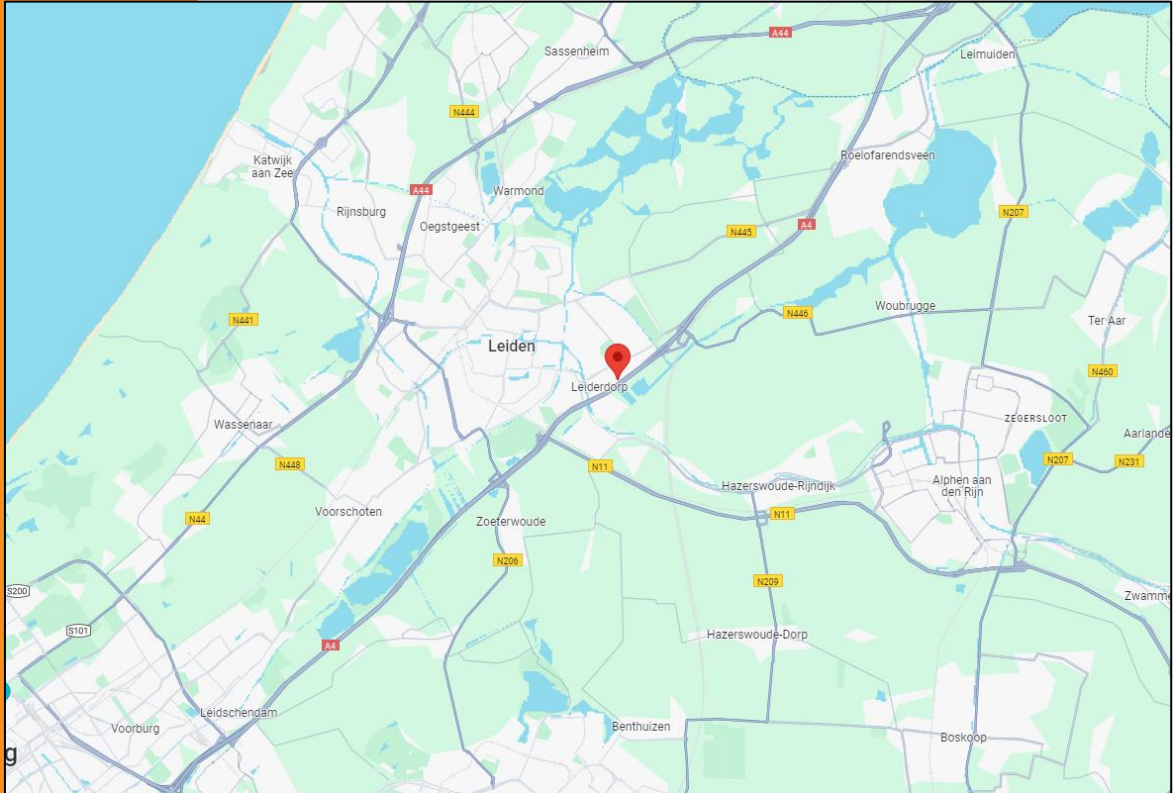 A44
Sassenheim
Leimuiden
N444
Katwijk
aan Zee
Roelofarendsveen
A44
Warmond
Rijnsburg
Oegstgeest
N207
N445
A4
N441
N446
Woubrugge
Ter Aar
Leiden
Leiderdorp
N460
Wassenaar
ZEGERSLOOT
Aarlande
N448
N11
N207
N231
Hazerswoude-Rijndijk
Alphen aan
den Rijn
Voorschoten
N44
Zoeterwoude
N11
N206
N209
S200
Zwamme
S101
A4
Hazerswoude-Dorp
Leidschendam
Voorburg
Benthuizen
Boskoop
g